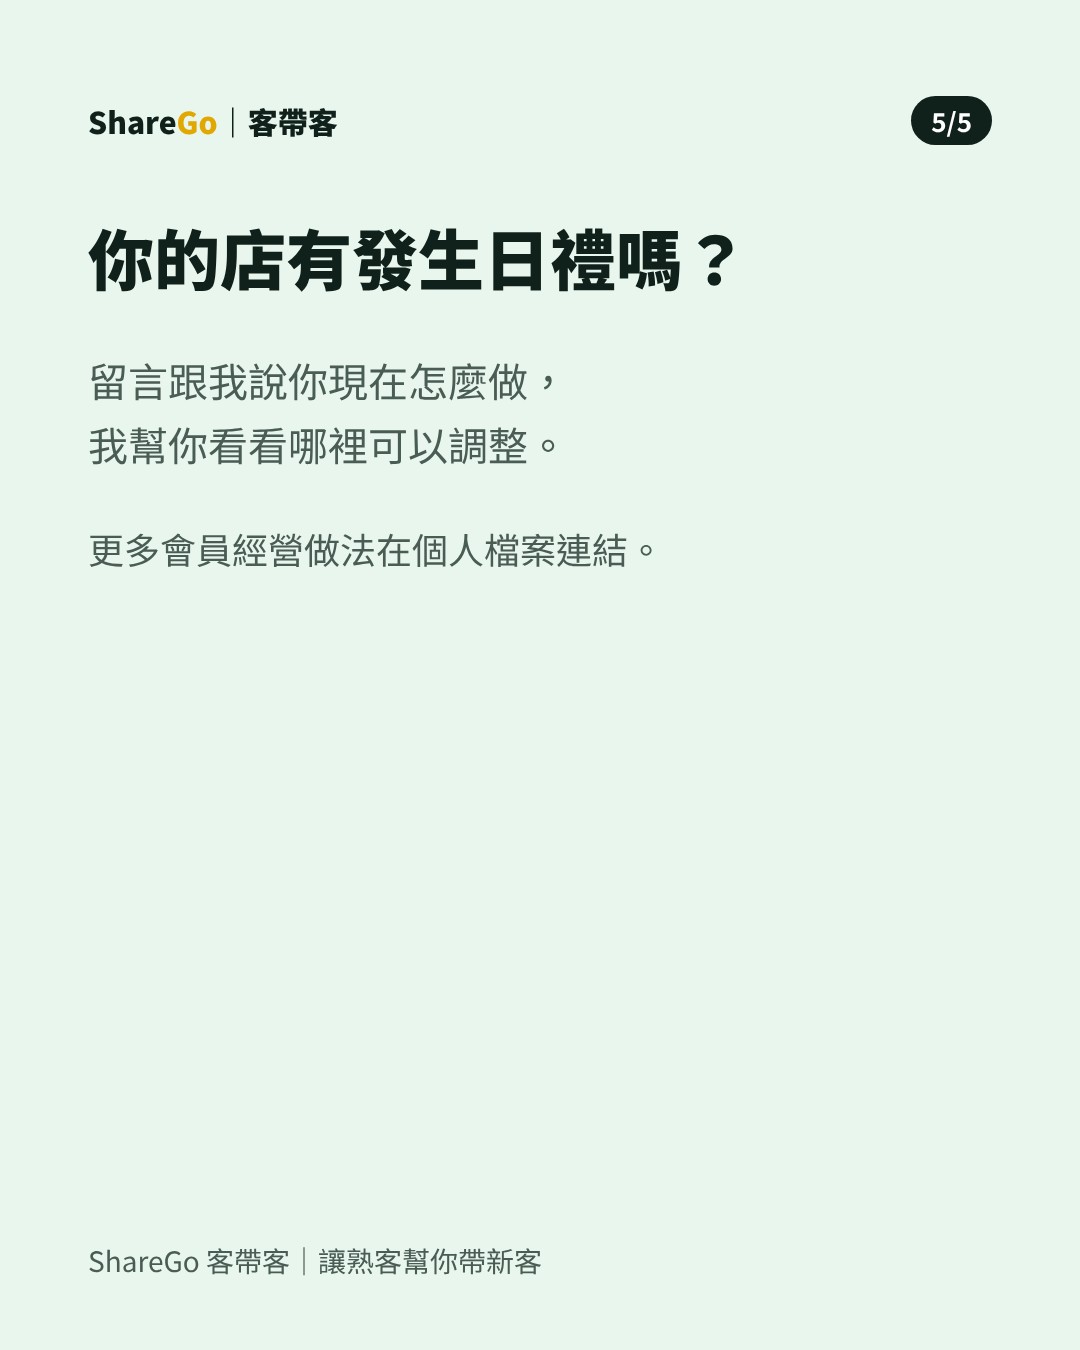 ShareGo｜客帶客
5/5
你的店有發生日禮嗎？
留言跟我說你現在怎麼做，
我幫你看看哪裡可以調整。
更多會員經營做法在個人檔案連結。
ShareGo 客帶客｜讓熟客幫你帶新客